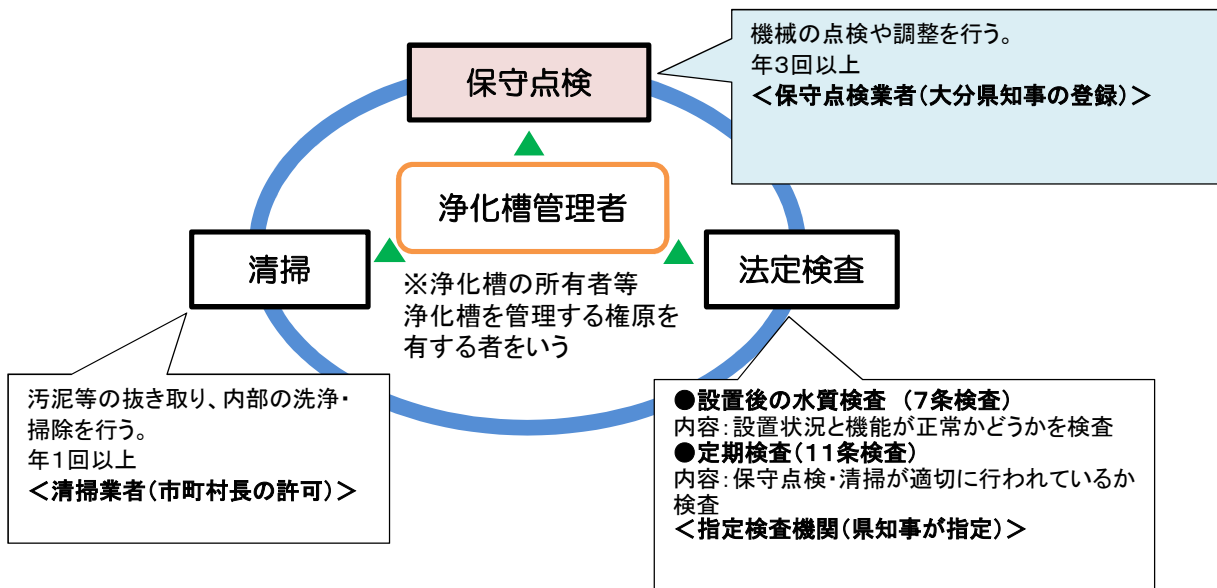 機械の点検や調整を行う。
年3回以上
<保守点検業者(大分県知事の登録)>
保守点検
浄化槽管理者
清掃
法定検査
※浄化槽の所有者等
浄化槽を管理する権原を
有する者をいう
汚泥等の抜き取り、内部の洗浄・
掃除を行う。
年1回以上
<清掃業者(市町村長の許可)>
●設置後の水質検査 (7条検査)
内容:設置状況と機能が正常かどうかを検査
●定期検査(11条検査)
内容:保守点検・清掃が適切に行われているか
検査
<指定検査機関(県知事が指定)>